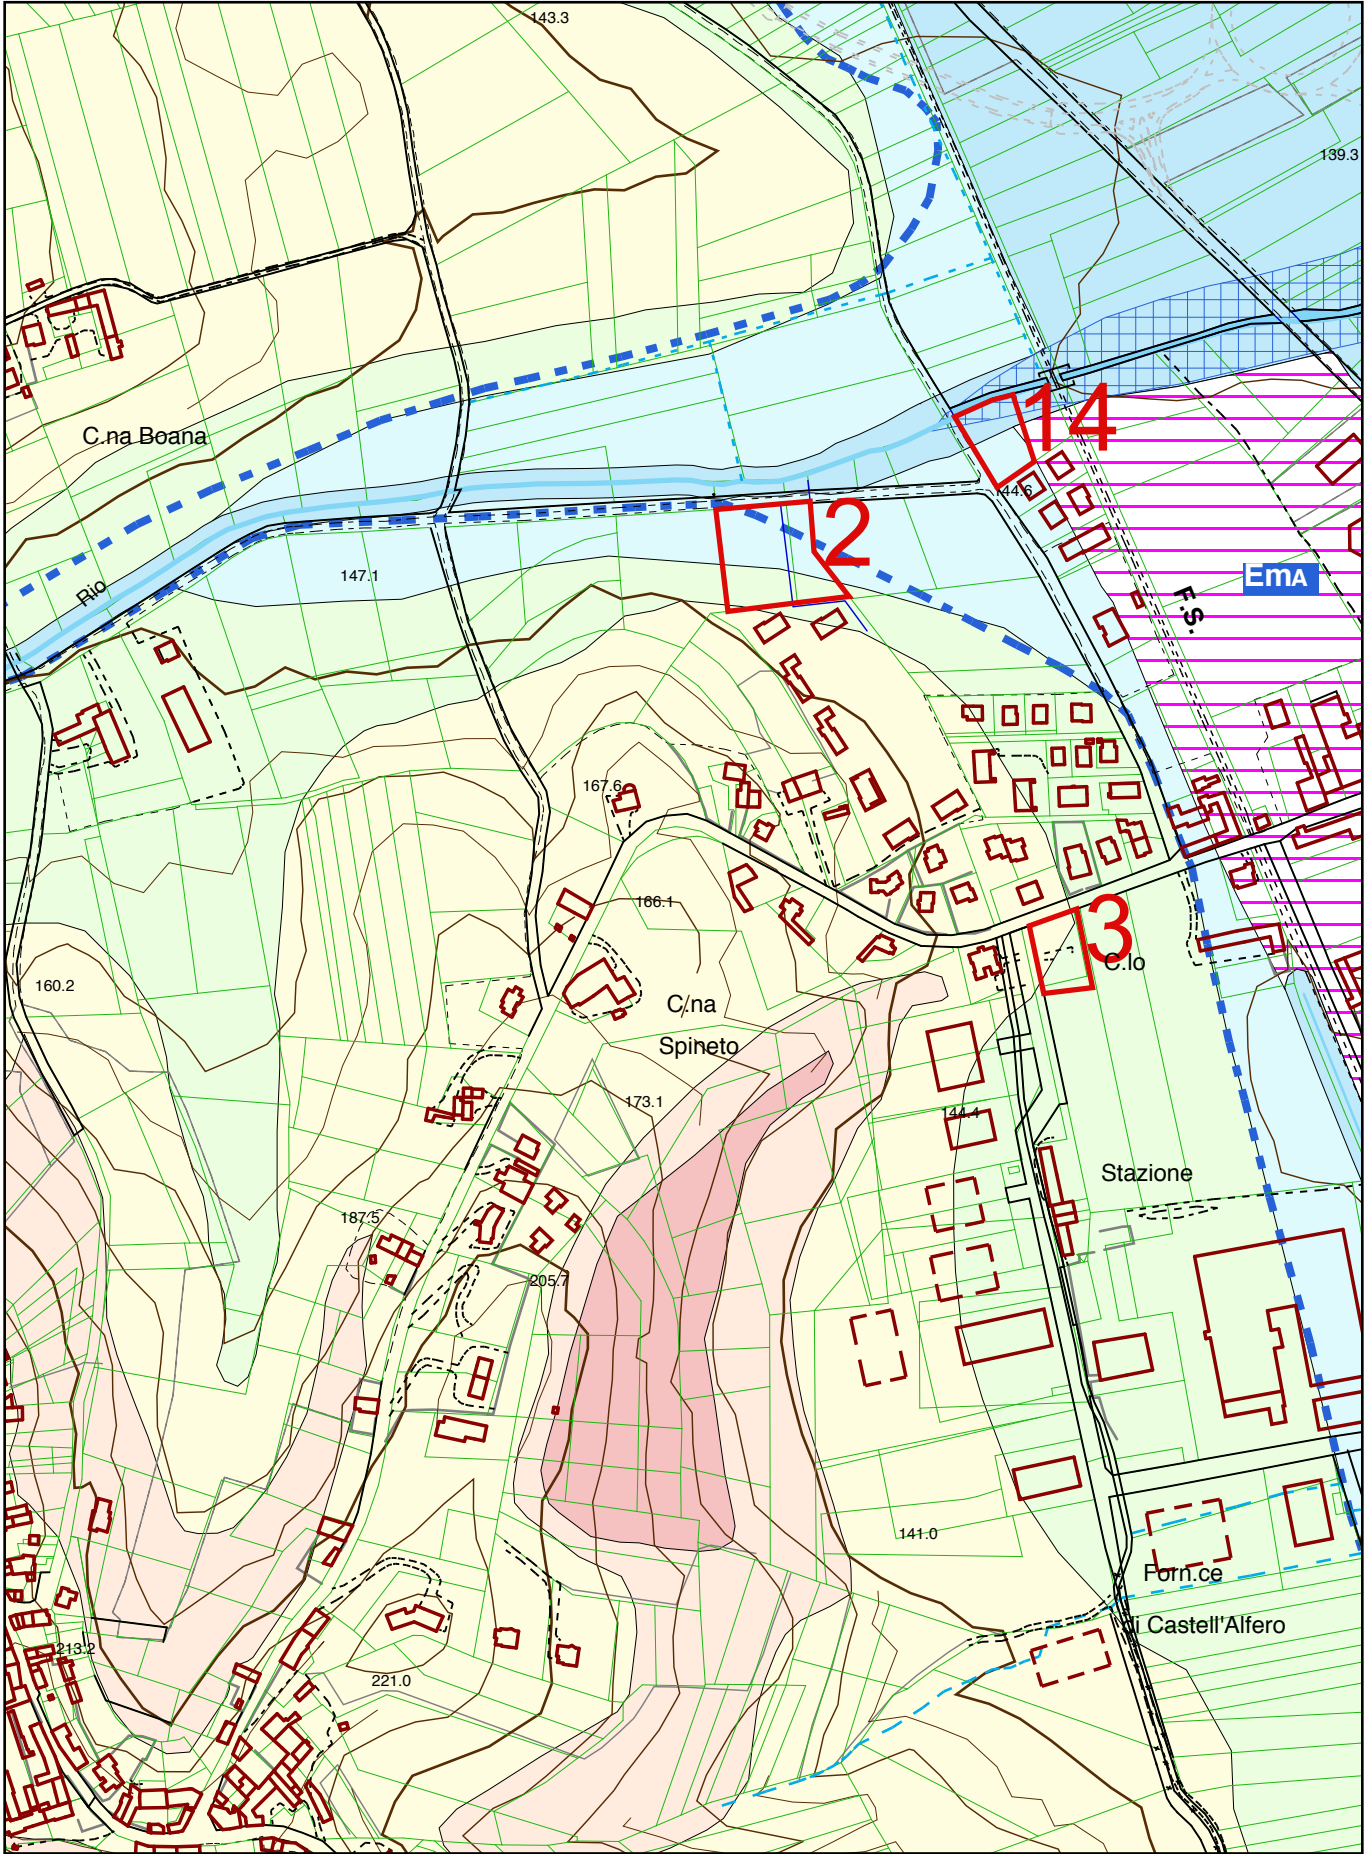 143.3
139.3
C.na Boana
14
144.6
2
147.1
Rio
EmA
F.S.
167.6
166.1
3
C.lo
160.2
C/na
Spineto
173.1
144.4
Stazione
187.5
205.7
141.0
Forn.ce
di Castell'Alfero
213.2
221.0